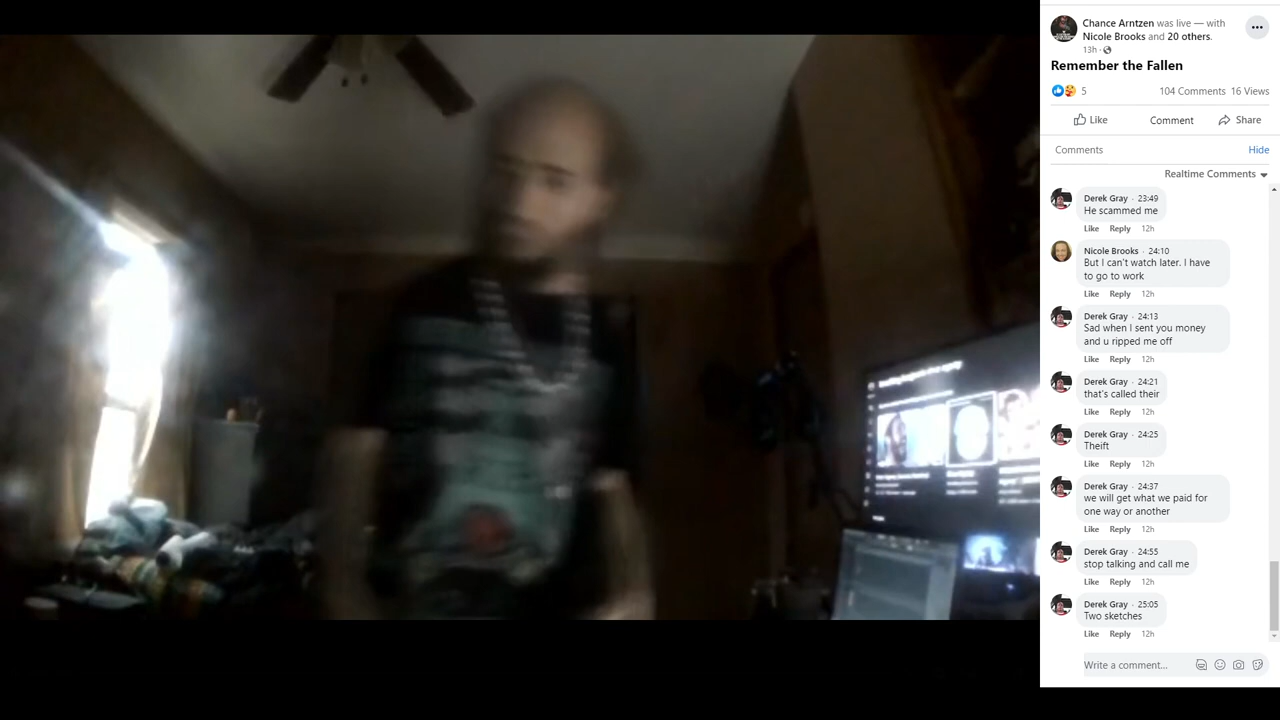 Chance Arntzen was live — with
Nicole Brooks and 20 others.
13h ·
Remember the Fallen
5
104 Comments 16 Views
Like
Comment
Share
Comments
Hide
Realtime Comments
Derek Gray · 23:49
He scammed me
Like Reply 12h
Nicole Brooks · 24:10
But I can't watch later. I have
to go to work
Like Reply 12h
Derek Gray · 24:13
Sad when I sent you money
and u ripped me off
Like Reply 12h
Derek Gray · 24:21
that's called their
Like Reply 12h
Derek Gray · 24:25
Theift
Like Reply 12h
Derek Gray · 24:37
we will get what we paid for
one way or another
Like Reply 12h
Derek Gray · 24:55
stop talking and call me
Like Reply 12h
Derek Gray · 25:05
Two sketches
Like Reply 12h
Write a comment...